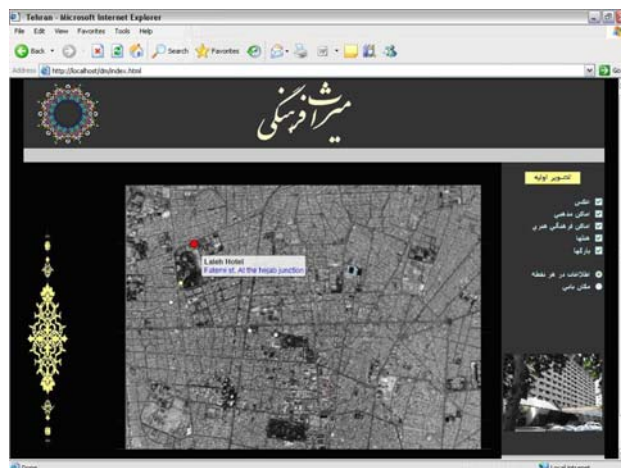 Tehran - Microsoft Internet Explorer
File Edit View Favorites Tools Help
Back Search Favorites
Address http://localhost/dn/index.html Go
میراث فرهنگی
تصویر اولیه
عکس
اماکن مذهبی
اماکن فرهنگی هنری
هتلها
پارکها
اطلاعات در هر نقطه
مکان یابی
Laleh Hotel
Fatemi st. At the hejab junction
Done
Local intranet